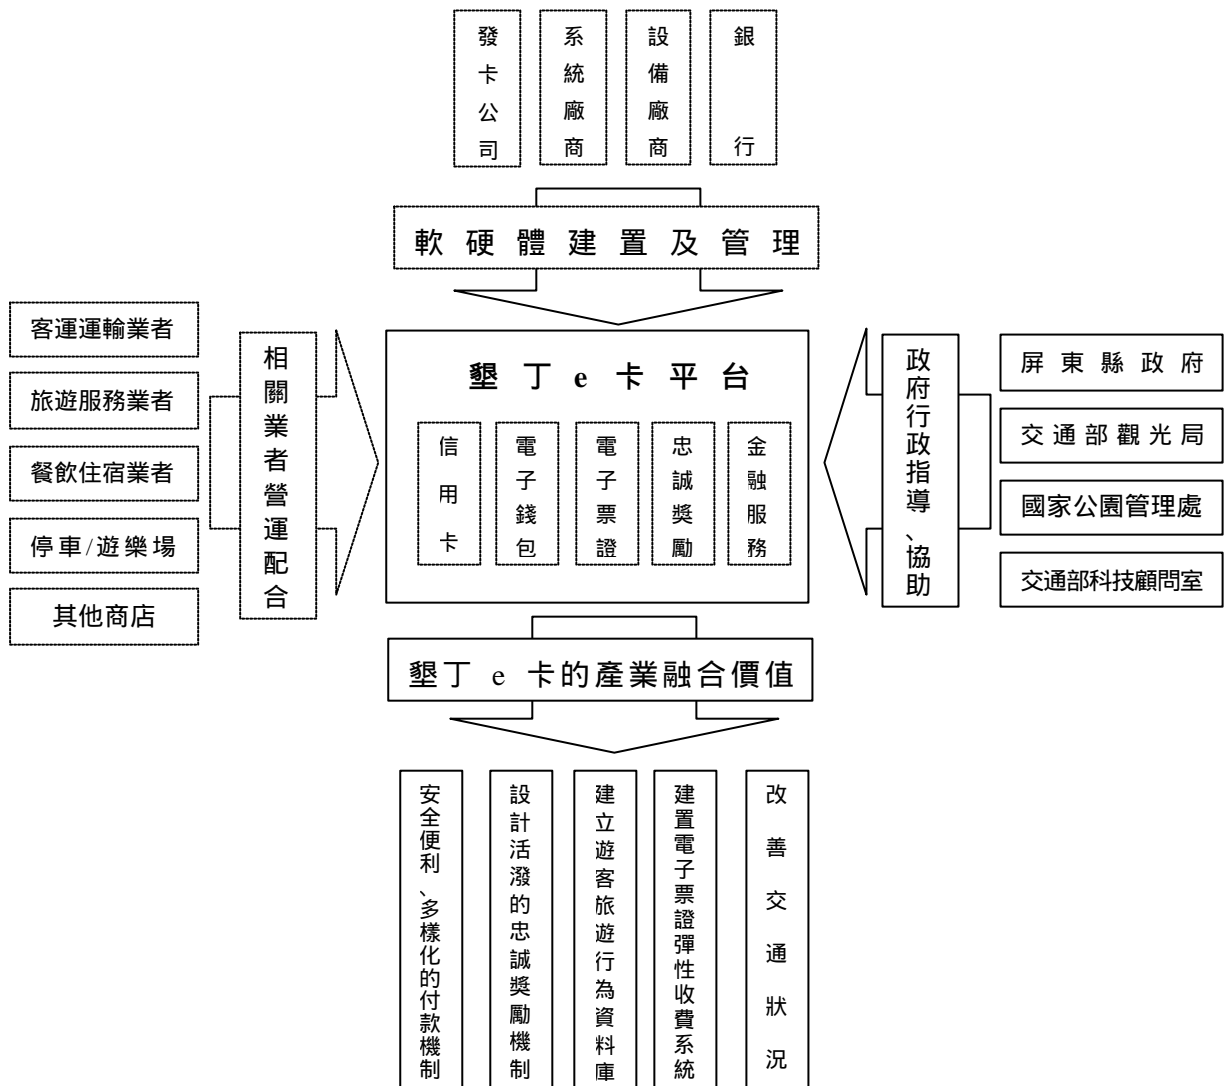 發卡公司
系統廠商
設備廠商
銀行
軟硬體建置及管理
客運運輸業者
旅遊服務業者
餐飲住宿業者
停車/遊樂場
其他商店
相關業者營運配合
墾丁e卡平台
信用卡
電子錢包
電子票證
忠誠獎勵
金融服務
政府行政指導、協助
屏東縣政府
交通部觀光局
國家公園管理處
交通部科技顧問室
墾丁 e 卡的產業融合價值
安全便利、多樣化的付款機制
設計活潑的忠誠獎勵機制
建立遊客旅遊行為資料庫
建置電子票證彈性收費系統
改善交通狀況